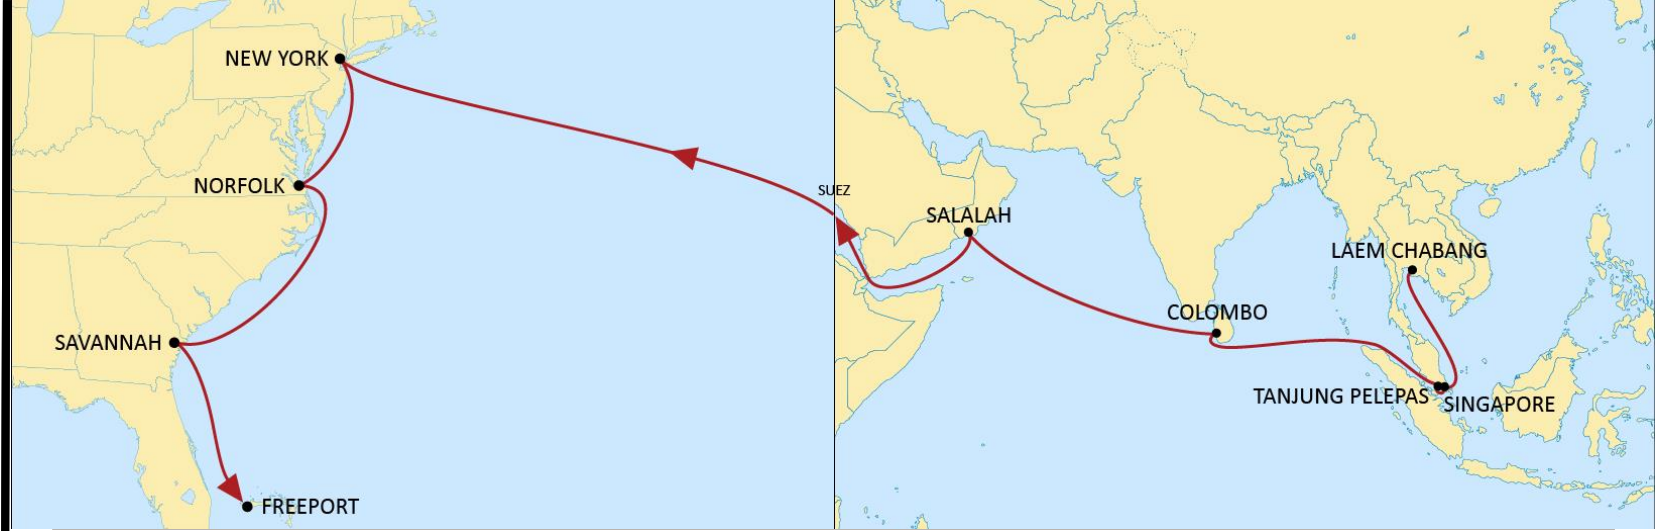 NEW YORK
NORFOLK
SAVANNAH
FREEPORT
SUEZ
SALALAH
COLOMBO
LAEM CHABANG
TANJUNG PELEPAS
SINGAPORE